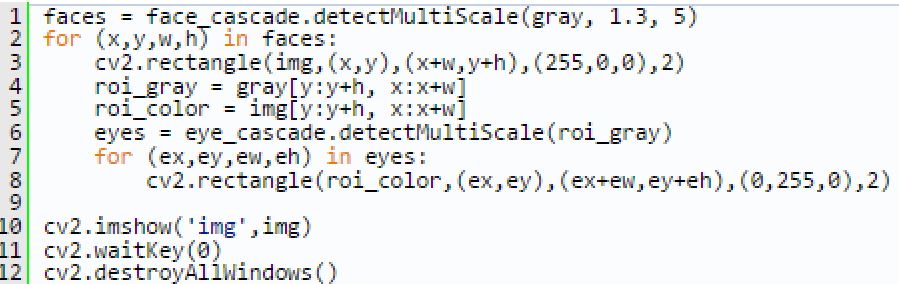 1 faces = face_cascade.detectMultiScale(gray, 1.3, 5)
2 for (x,y,w,h) in faces:
3     cv2.rectangle(img,(x,y),(x+w,y+h),(255,0,0),2)
4     roi_gray = gray[y:y+h, x:x+w]
5     roi_color = img[y:y+h, x:x+w]
6     eyes = eye_cascade.detectMultiScale(roi_gray)
7     for (ex,ey,ew,eh) in eyes:
8         cv2.rectangle(roi_color,(ex,ey),(ex+ew,ey+eh),(0,255,0),2)
9
10 cv2.imshow('img',img)
11 cv2.waitKey(0)
12 cv2.destroyAllWindows()